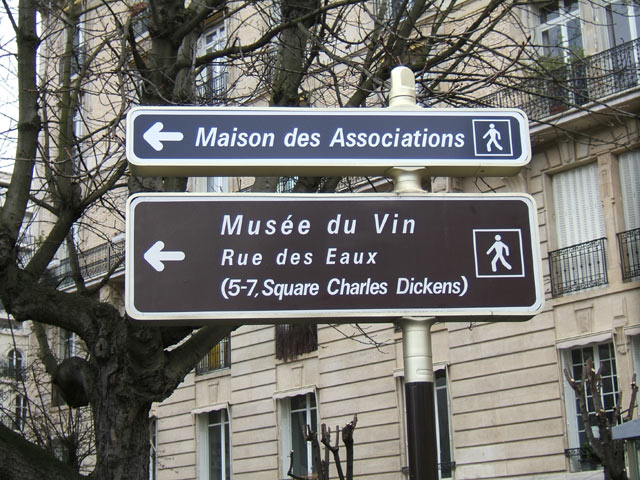 Maison des Associations
Musée du Vin
Rue des Eaux
(5-7, Square Charles Dickens)